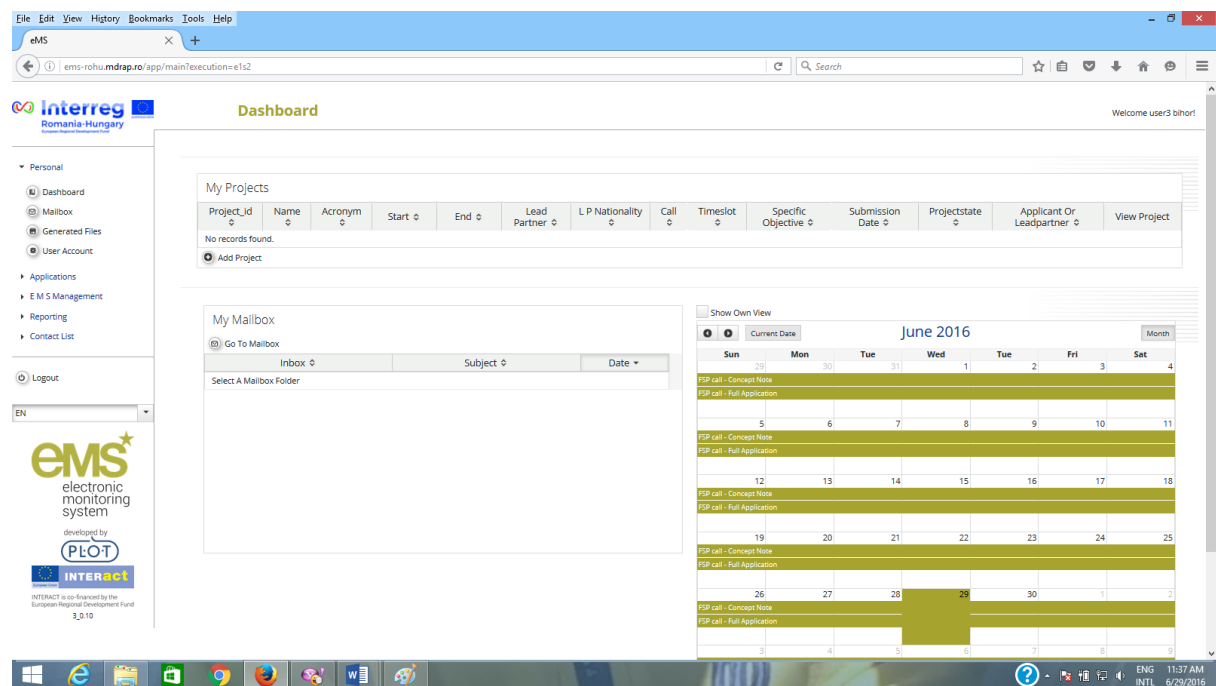 File Edit View History Bookmarks Tools Help
eMS
ems-rohu.mdrap.ro/app/main?execution=e1s2
Search
Interreg
Romania-Hungary
European Regional Development Fund
Dashboard
Welcome user3 bihor!
Personal
Dashboard
Mailbox
Generated Files
User Account
Applications
E M S Management
Reporting
Contact List
Logout
EN
eMS
electronic
monitoring
system
developed by
PLOT
INTERact
INTERACT is co-financed by the
European Regional Development Fund
3_0.10
My Projects
Project_Id Name Acronym Start End Lead Partner L P Nationality Call Timeslot Specific Objective Submission Date Projectstate Applicant Or Leadpartner View Project
No records found.
Add Project
My Mailbox
Go To Mailbox
Inbox Subject Date
Select A Mailbox Folder
Show Own View
Current Date June 2016 Month
Sun Mon Tue Wed Tue Fri Sat
29 30 31 1 2 3 4
FSP call - Concept Note
FSP call - Full Application
5 6 7 8 9 10 11
FSP call - Concept Note
FSP call - Full Application
12 13 14 15 16 17 18
FSP call - Concept Note
FSP call - Full Application
19 20 21 22 23 24 25
FSP call - Concept Note
FSP call - Full Application
26 27 28 29 30 1 2
FSP call - Concept Note
FSP call - Full Application
3 4 5 6 7 8 9
ENG 11:37 AM
INTL 6/29/2016